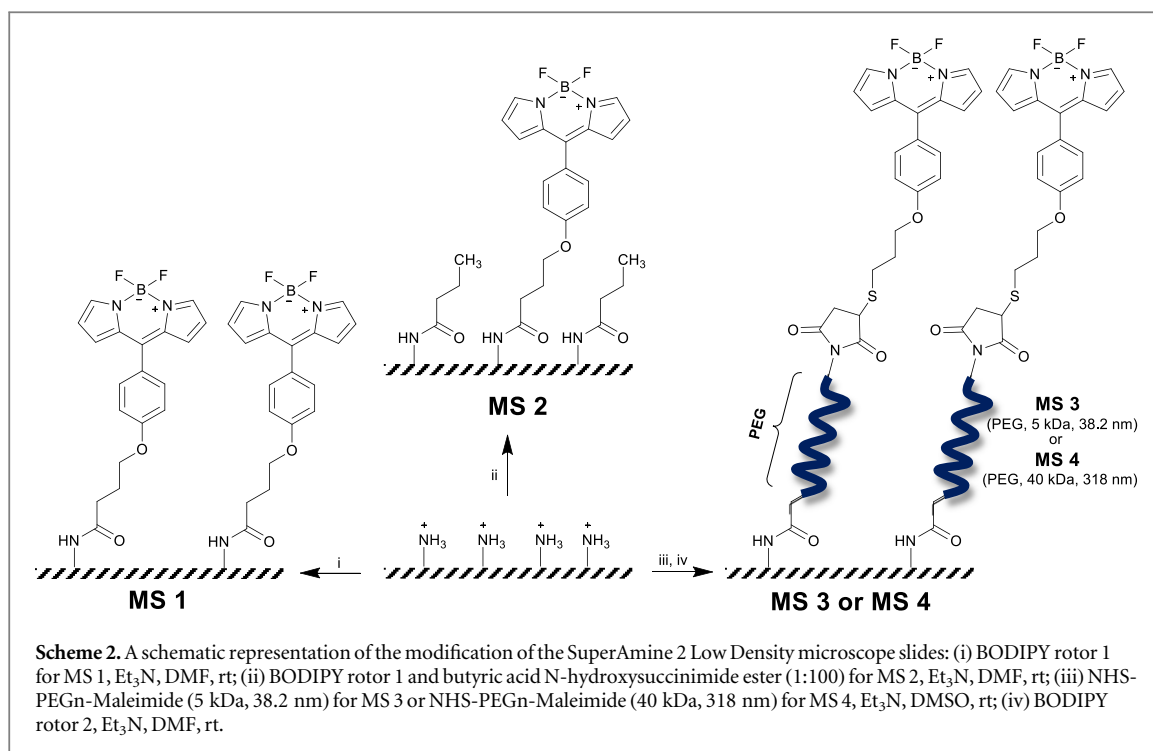 F F
B
−
N N
+
O
S
O N O
F F
B
−
N N
+
O
S
O N O
F F
B
−
N N
+
O
CH3 CH3
HN O HN O HN O
MS 2
F F
B
−
N N
+
O
HN O
F F
B
−
N N
+
O
HN O
MS 1
ii
+ + + +
NH3 NH3 NH3 NH3
i
iii, iv
PEG
MS 3
(PEG, 5 kDa, 38.2 nm)
or
MS 4
(PEG, 40 kDa, 318 nm)
HN O HN O
MS 3 or MS 4
Scheme 2. A schematic representation of the modification of the SuperAmine 2 Low Density microscope slides: (i) BODIPY rotor 1
for MS 1, Et₃N, DMF, rt; (ii) BODIPY rotor 1 and butyric acid N-hydroxysuccinimide ester (1:100) for MS 2, Et₃N, DMF, rt; (iii) NHS-
PEGn-Maleimide (5 kDa, 38.2 nm) for MS 3 or NHS-PEGn-Maleimide (40 kDa, 318 nm) for MS 4, Et₃N, DMSO, rt; (iv) BODIPY
rotor 2, Et₃N, DMF, rt.